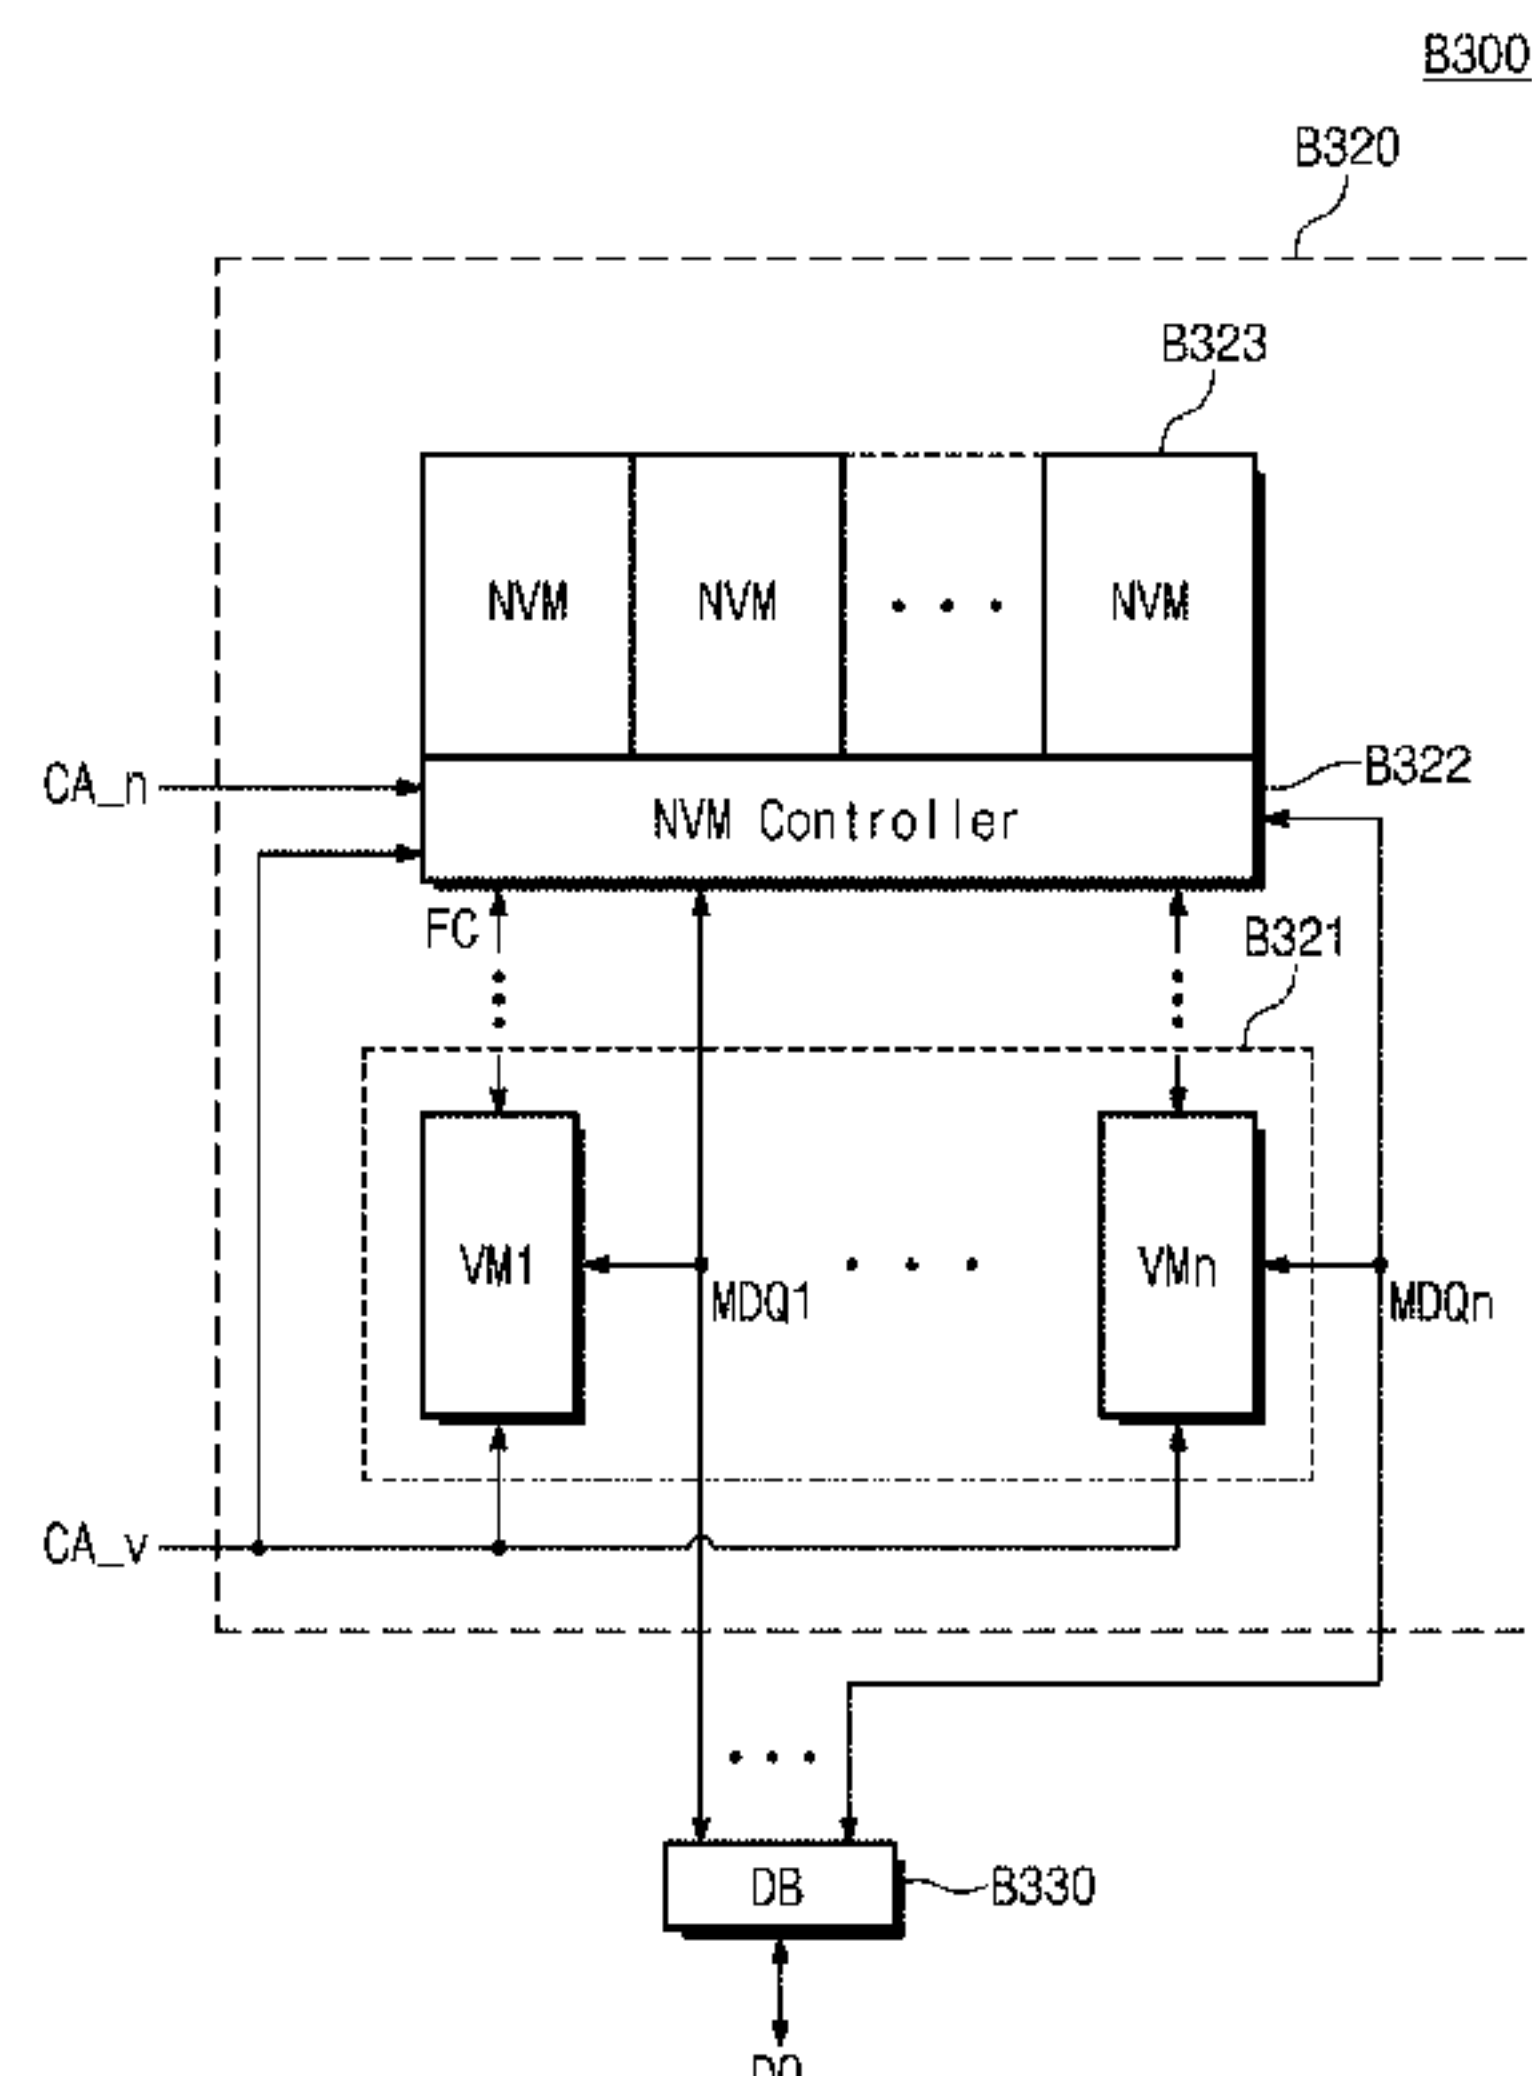 B300
B320
B323
NVM NVM ... NVM
CA_n
B322
NVM Controller
FC
B321
VM1 ... VMn
MDQ1 MDQn
CA_v
...
DB
B330